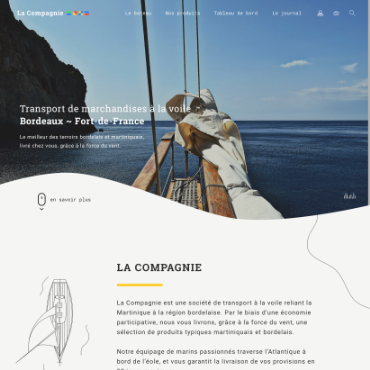 La Compagnie
Le bateau Nos produits Tableau de bord Le journal
Transport de marchandises à la voile
Bordeaux ~ Fort-de-France
Le meilleur des terroirs bordelais et martiniquais,
livré chez vous, grâce à la force du vent.
en savoir plus
LA COMPAGNIE
La Compagnie est une société de transport à la voile reliant la
Martinique à la région bordelaise. Par le biais d'une économie
participative, nous vous livrons, grâce à la force du vent, une
sélection de produits typiques martiniquais et bordelais.
Notre équipage de marins passionnés traverse l'Atlantique à
bord de l'éole, et vous garantit la livraison de vos provisions en